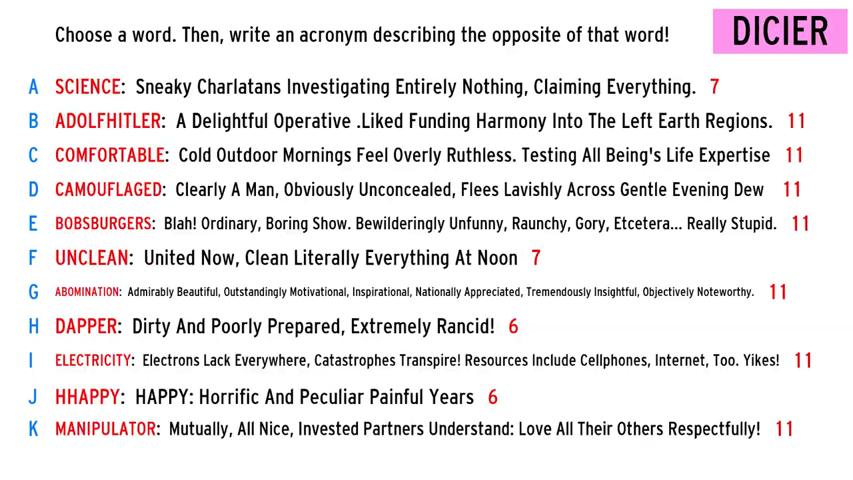 Choose a word. Then, write an acronym describing the opposite of that word!
DICIER
A SCIENCE: Sneaky Charlatans Investigating Entirely Nothing, Claiming Everything. 7
B ADOLFHITLER: A Delightful Operative .Liked Funding Harmony Into The Left Earth Regions. 11
C COMFORTABLE: Cold Outdoor Mornings Feel Overly Ruthless. Testing All Being's Life Expertise 11
D CAMOUFLAGED: Clearly A Man, Obviously Unconcealed, Flees Lavishly Across Gentle Evening Dew 11
E BOBSBURGERS: Blah! Ordinary, Boring Show. Bewilderingly Unfunny, Raunchy, Gory, Etcetera... Really Stupid. 11
F UNCLEAN: United Now, Clean Literally Everything At Noon 7
G ABOMINATION: Admirably Beautiful, Outstandingly Motivational, Inspirational, Nationally Appreciated, Tremendously Insightful, Objectively Noteworthy. 11
H DAPPER: Dirty And Poorly Prepared, Extremely Rancid! 6
I ELECTRICITY: Electrons Lack Everywhere, Catastrophes Transpire! Resources Include Cellphones, Internet, Too. Yikes! 11
J HHAPPY: HAPPY: Horrific And Peculiar Painful Years 6
K MANIPULATOR: Mutually, All Nice, Invested Partners Understand: Love All Their Others Respectfully! 11